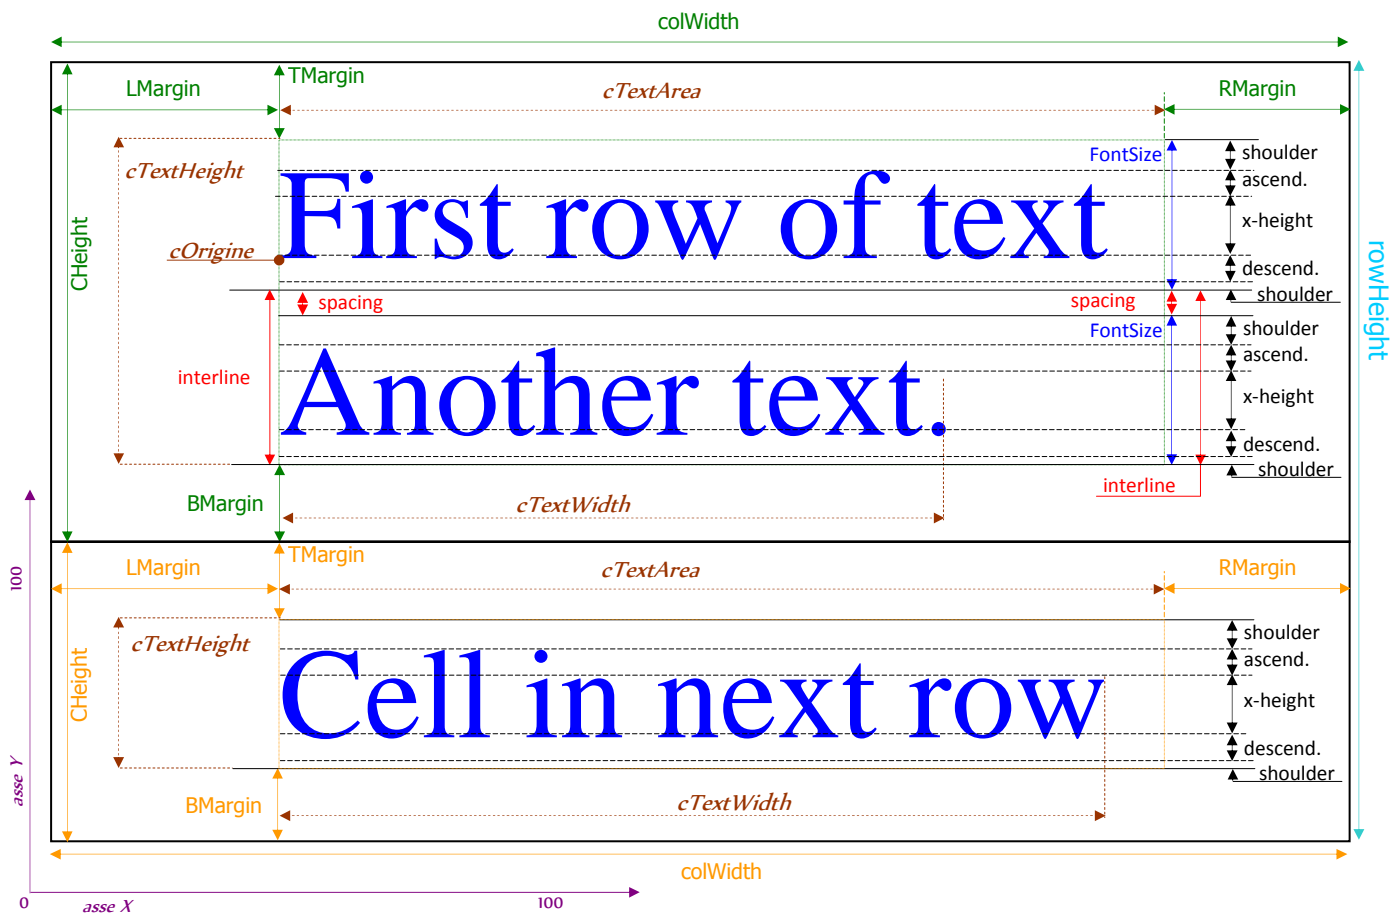 colWidth
TMargin
LMargin
cTextArea
RMargin
FontSize
shoulder
cTextHeight
ascend.
First row of text
x-height
CHeight
cOrigine
descend.
rowHeight
spacing
spacing
shoulder
FontSize
shoulder
ascend.
interline
Another text.
x-height
descend.
shoulder
interline
BMargin
cTextWidth
TMargin
LMargin
cTextArea
RMargin
100
cTextHeight
shoulder
ascend.
CHeight
Cell in next row
x-height
descend.
shoulder
asse Y
BMargin
cTextWidth
colWidth
0
asse X
100